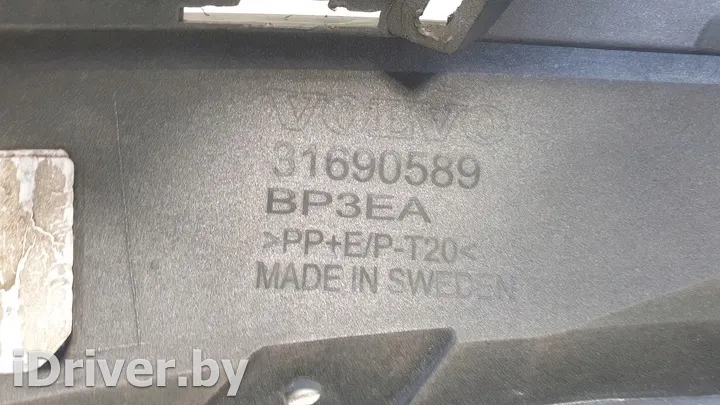 VOLVO
31690589
BP3EA
>PP+E/P-T20<
MADE IN SWEDEN
iDriver.by